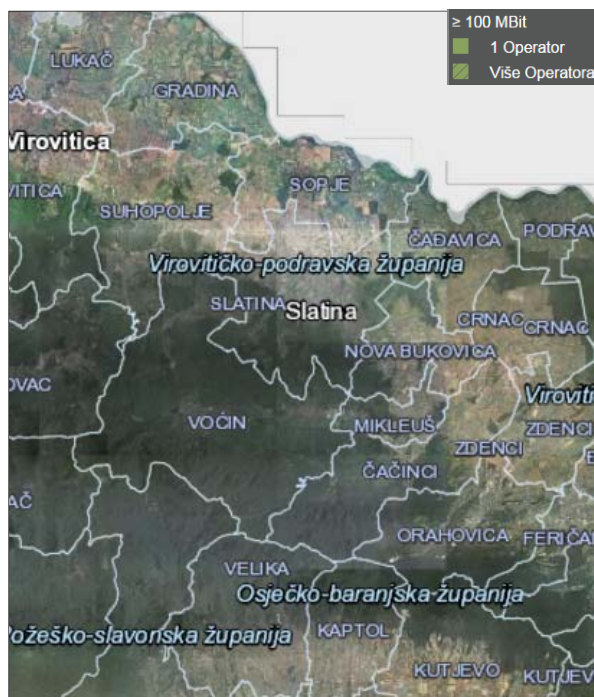 ≥ 100 MBit
1 Operator
Više Operatora
LUKAČ
GRADINA
Virovitica
VITICA
SOPJE
SUHOPOLJE
ČAĐAVICA
PODRAV
Virovitičko-podravska županija
SLATINA
Slatina
CRNAC
CRNAC
NOVA BUKOVICA
OVAC
Viroviti
VOĆIN
MIKLEUŠ
ZDENCI
ZDENCI
ČAČINCI
AČ
ORAHOVICA
FERIČA
VELIKA
Osječko-baranjska županija
Požeško-slavonska županija
KAPTOL
KUTJEVO
KUTJEV